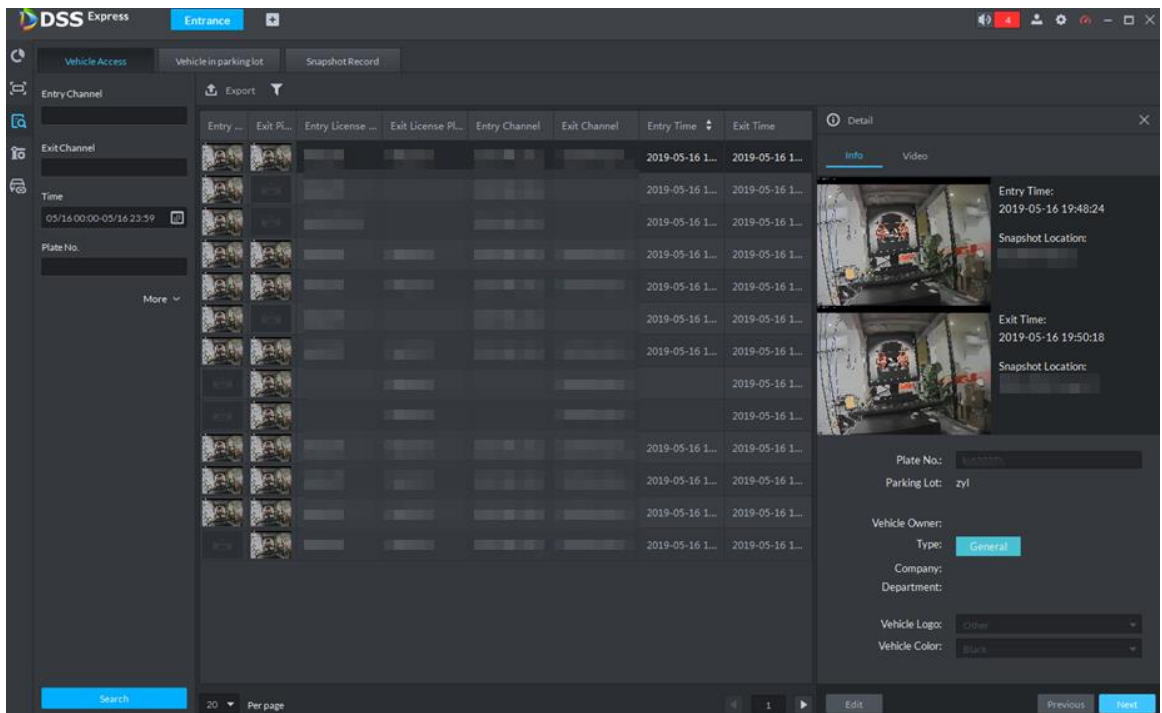 DSS Express
Entrance
4
Vehicle Access
Vehicle in parking lot
Snapshot Record
Entry Channel
Exit Channel
Time
05/16 00:00-05/16 23:59
Plate No.
More
Search
Export
Entry ... Exit Pi... Entry License ... Exit License Pl... Entry Channel Exit Channel Entry Time Exit Time
2019-05-16 1... 2019-05-16 1...
2019-05-16 1... 2019-05-16 1...
2019-05-16 1... 2019-05-16 1...
2019-05-16 1... 2019-05-16 1...
2019-05-16 1... 2019-05-16 1...
2019-05-16 1... 2019-05-16 1...
2019-05-16 1... 2019-05-16 1...
2019-05-16 1...
2019-05-16 1...
2019-05-16 1... 2019-05-16 1...
2019-05-16 1... 2019-05-16 1...
2019-05-16 1... 2019-05-16 1...
2019-05-16 1... 2019-05-16 1...
20 Per page
1
Detail
Info Video
Entry Time:
2019-05-16 19:48:24
Snapshot Location:
Exit Time:
2019-05-16 19:50:18
Snapshot Location:
Plate No.:
Parking Lot: zyl
Vehicle Owner:
Type: General
Company:
Department:
Vehicle Logo: Other
Vehicle Color: Black
Edit Previous Next